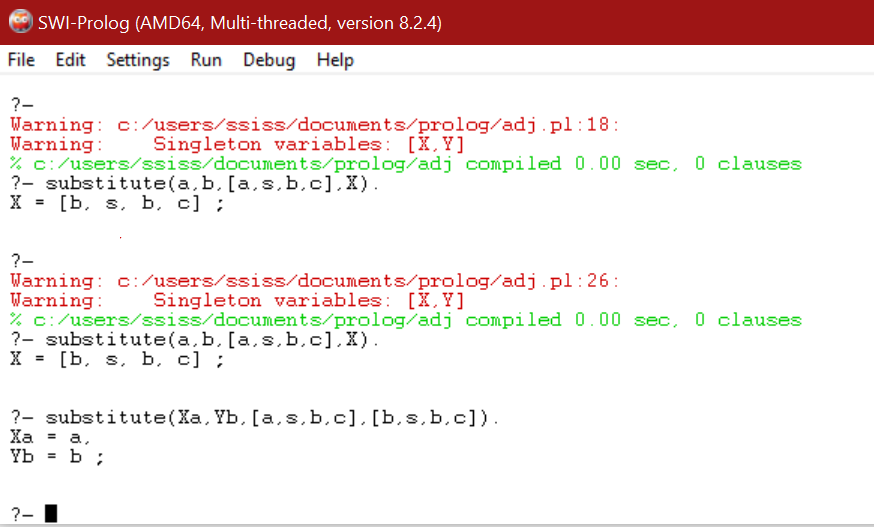 SWI-Prolog (AMD64, Multi-threaded, version 8.2.4)
File Edit Settings Run Debug Help
?-
Warning: c:/users/ssiss/documents/prolog/adj.pl:18:
Warning:    Singleton variables: [X,Y]
% c:/users/ssiss/documents/prolog/adj compiled 0.00 sec, 0 clauses
?- substitute(a,b,[a,s,b,c],X).
X = [b, s, b, c] ;
?-
Warning: c:/users/ssiss/documents/prolog/adj.pl:26:
Warning:    Singleton variables: [X,Y]
% c:/users/ssiss/documents/prolog/adj compiled 0.00 sec, 0 clauses
?- substitute(a,b,[a,s,b,c],X).
X = [b, s, b, c] ;
?- substitute(Xa,Yb,[a,s,b,c],[b,s,b,c]).
Xa = a,
Yb = b ;
?-